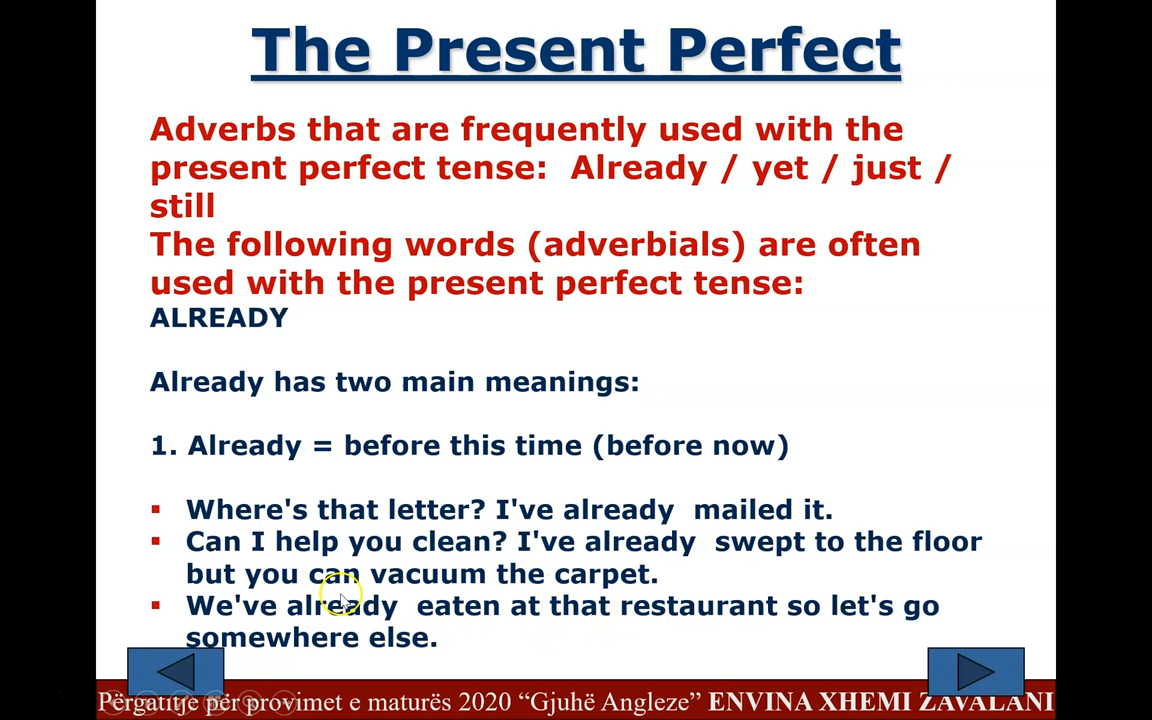 The Present Perfect
Adverbs that are frequently used with the
present perfect tense: Already / yet / just /
still
The following words (adverbials) are often
used with the present perfect tense:
ALREADY
Already has two main meanings:
1. Already = before this time (before now)
▪ Where's that letter? I've already mailed it.
▪ Can I help you clean? I've already swept to the floor
but you can vacuum the carpet.
▪ We've already eaten at that restaurant so let's go
somewhere else.
Përgatitje për provimet e maturës 2020 “Gjuhë Angleze” ENVINA XHEMI ZAVALANI